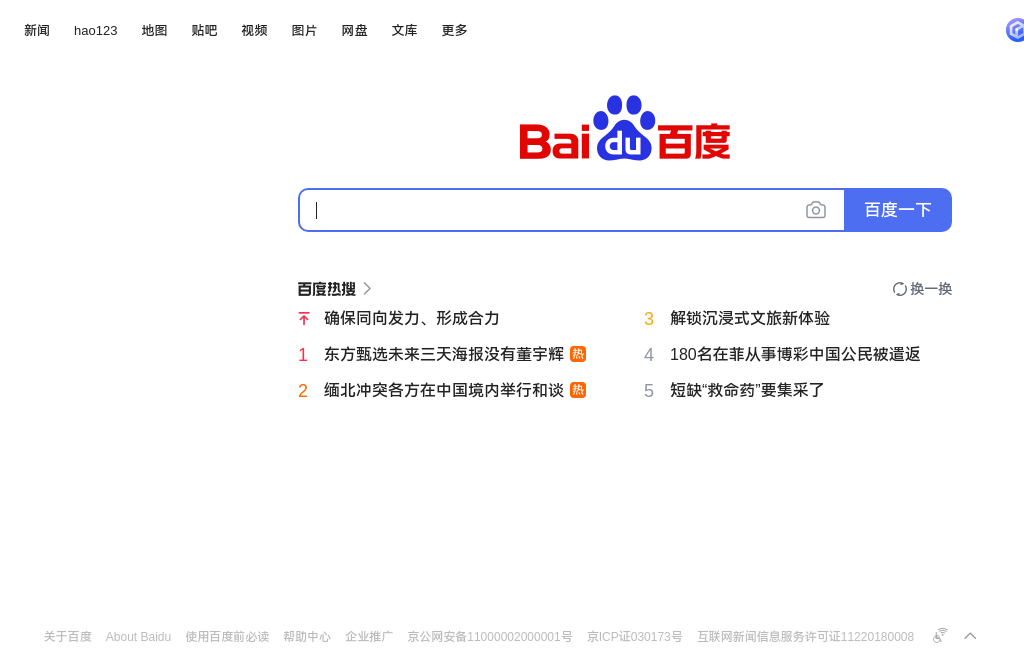 新闻 hao123 地图 贴吧 视频 图片 网盘 文库 更多
Bai du 百度
百度一下
百度热搜 换一换
确保同向发力、形成合力
1 东方甄选未来三天海报没有董宇辉 热
2 缅北冲突各方在中国境内举行和谈 热
3 解锁沉浸式文旅新体验
4 180名在菲从事博彩中国公民被遣返
5 短缺“救命药”要集采了
关于百度 About Baidu 使用百度前必读 帮助中心 企业推广 京公网安备11000002000001号 京ICP证030173号 互联网新闻信息服务许可证11220180008